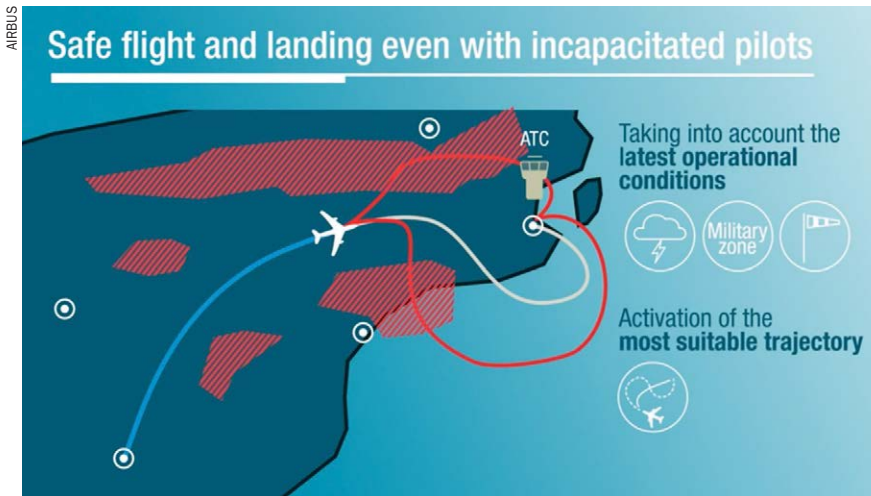 AIRBUS
Safe flight and landing even with incapacitated pilots
ATC
Taking into account the
latest operational
conditions
Military
zone
Activation of the
most suitable trajectory